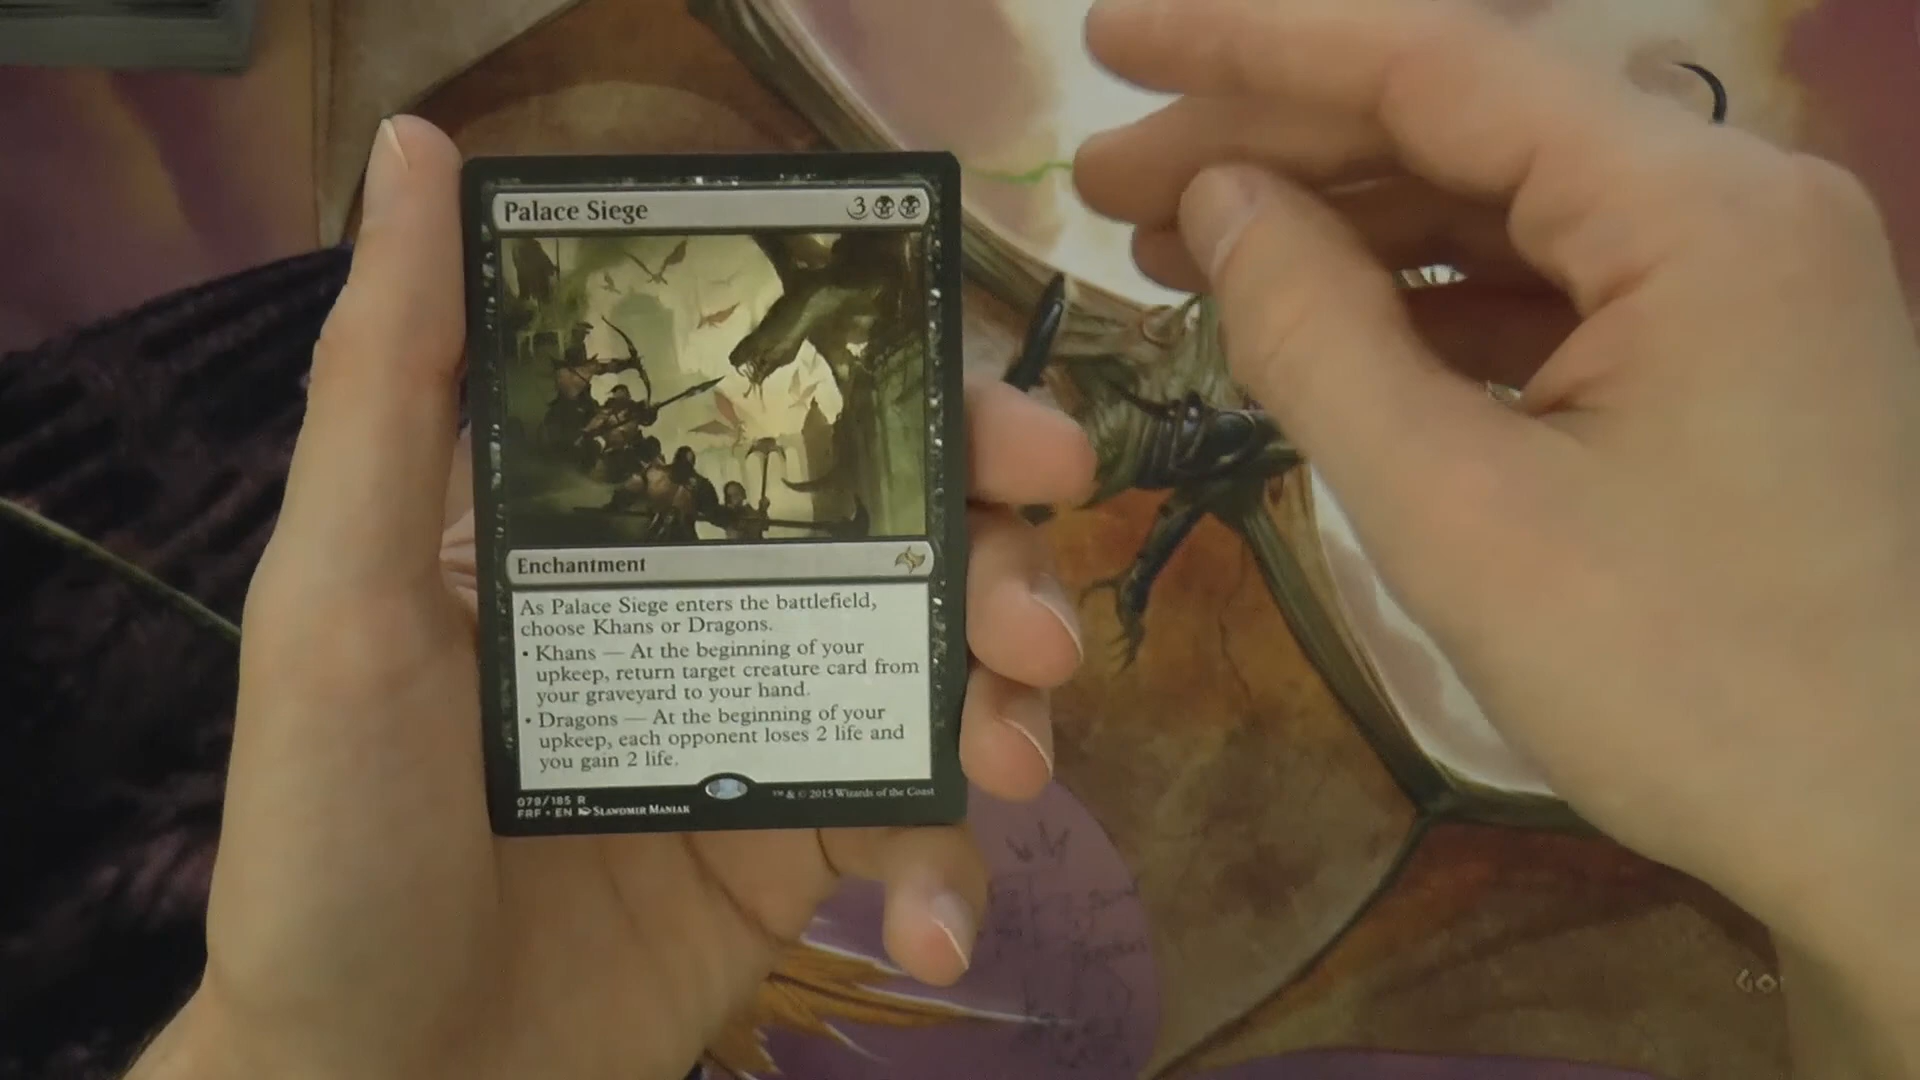 Palace Siege 3
Enchantment
As Palace Siege enters the battlefield,
choose Khans or Dragons.
• Khans — At the beginning of your
upkeep, return target creature card from
your graveyard to your hand.
• Dragons — At the beginning of your
upkeep, each opponent loses 2 life and
you gain 2 life.
079/185 R
FRF • EN Slawomir Maniak
™ & © 2015 Wizards of the Coast